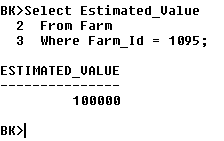 BK>Select Estimated_Value
2 From Farm
3 Where Farm_Id = 1095;
ESTIMATED_VALUE
---------------
100000
BK>